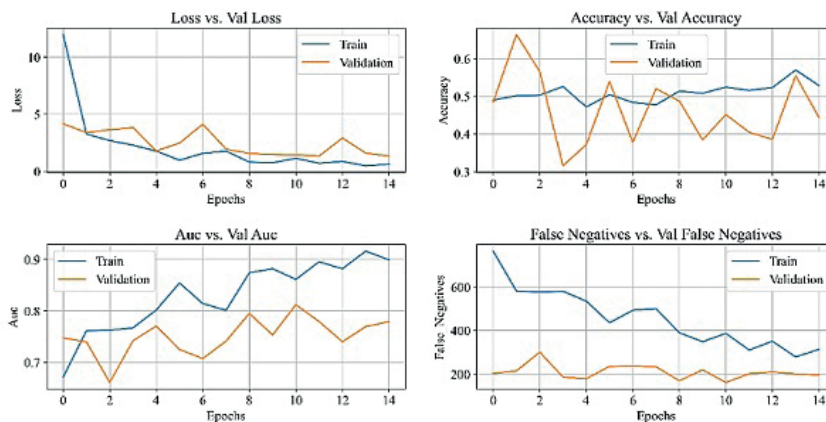 Loss vs. Val Loss
Train
Validation
10
5
0
Loss
0 2 4 6 8 10 12 14
Epochs
Accuracy vs. Val Accuracy
Train
Validation
0.6
0.5
0.4
0.3
Accuracy
0 2 4 6 8 10 12 14
Epochs
Auc vs. Val Auc
Train
Validation
0.9
0.8
0.7
Auc
0 2 4 6 8 10 12 14
Epochs
False Negatives vs. Val False Negatives
Train
Validation
600
400
200
False Negatives
0 2 4 6 8 10 12 14
Epochs